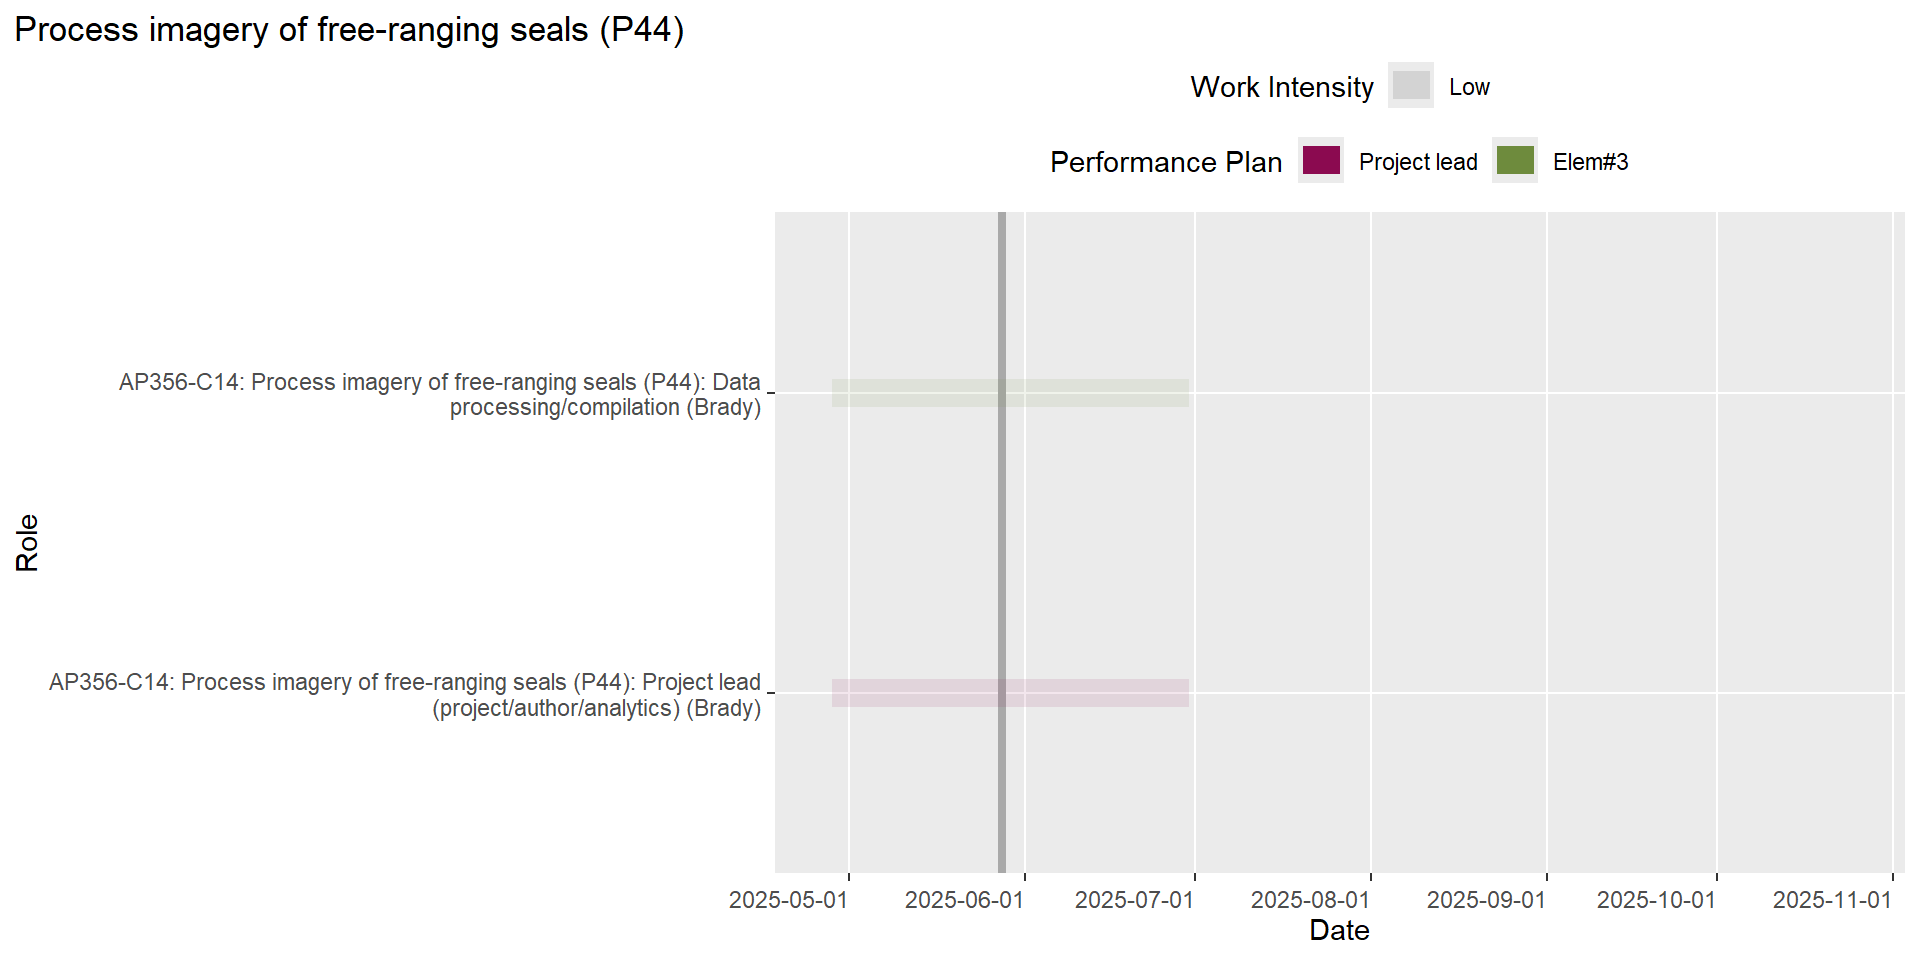 Process imagery of free-ranging seals (P44)
Work Intensity Low
Performance Plan Project lead Elem#3
AP356-C14: Process imagery of free-ranging seals (P44): Data
processing/compilation (Brady)
Role
AP356-C14: Process imagery of free-ranging seals (P44): Project lead
(project/author/analytics) (Brady)
2025-05-01 2025-06-01 2025-07-01 2025-08-01 2025-09-01 2025-10-01 2025-11-01
Date